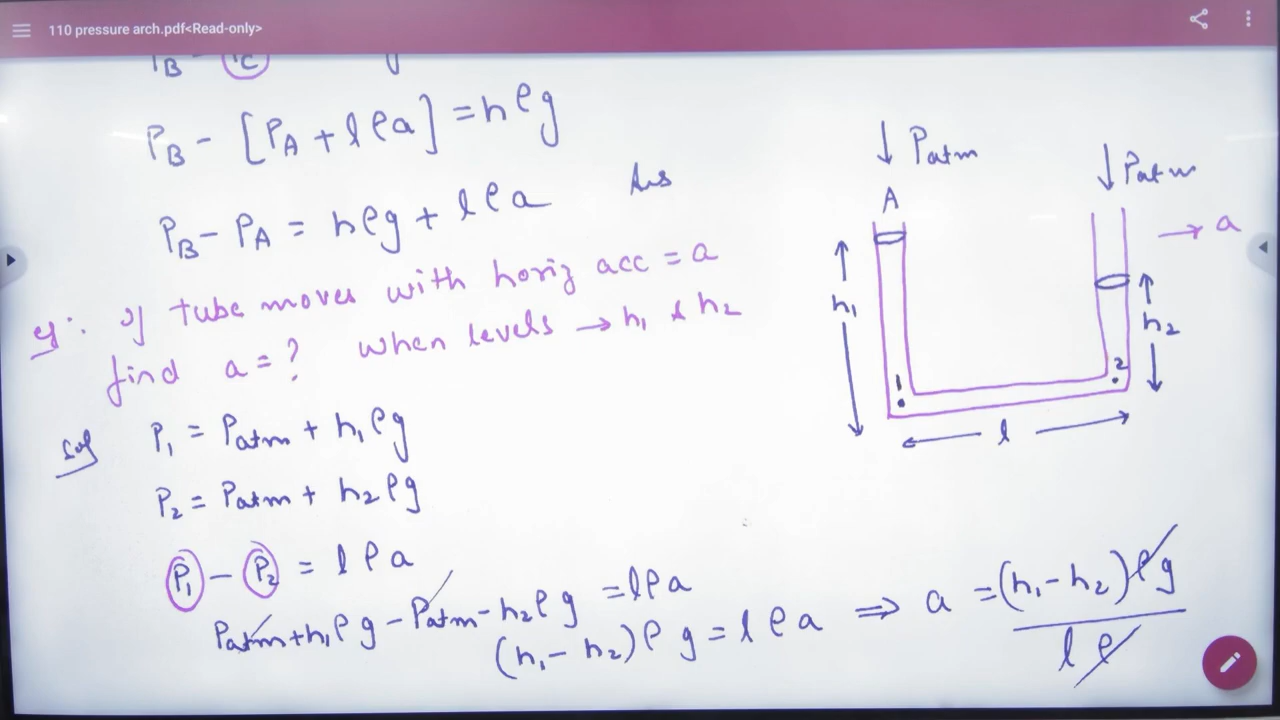 110 pressure arch.pdf<Read-only>
P_B - [P_A + lρa] = hρg
P_B - P_A = hρg + lρa Ans
eg: If tube moves with horiz acc = a
find a = ? when levels → h₁ & h₂
Sol P₁ = Patm + h₁ρg
P₂ = Patm + h₂ρg
P₁ - P₂ = lρa
Patm + h₁ρg - Patm - h₂ρg = lρa
(h₁ - h₂)ρg = lρa ⇒ a = (h₁ - h₂)ρg / lρ
↓ Patm
↓ Patm
A
→ a
h₁
h₂
1
2
l